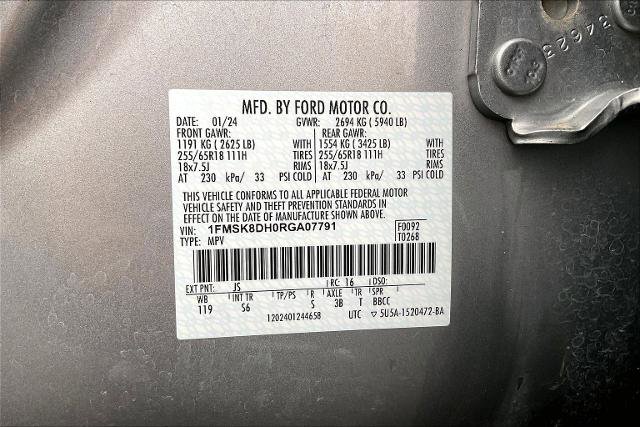 34623
MFD. BY FORD MOTOR CO.
DATE: 01/24 GVWR: 2694 KG ( 5940 LB)
FRONT GAWR: REAR GAWR:
1191 KG ( 2625 LB) WITH 1554 KG ( 3425 LB) WITH
255/65R18 111H TIRES 255/65R18 111H TIRES
18x7.5J RIMS 18x7.5J RIMS
AT 230 kPa/ 33 PSI COLD AT 230 kPa/ 33 PSI COLD
THIS VEHICLE CONFORMS TO ALL APPLICABLE FEDERAL MOTOR
VEHICLE SAFETY AND THEFT PREVENTION STANDARDS IN
EFFECT ON THE DATE OF MANUFACTURE SHOWN ABOVE.
VIN: 1FMSK8DH0RGA07791 F0092
TYPE: MPV T0268
EXT PNT: JS RC: 16 DSO:
WB INT TR TP/PS R AXLE TR SPR
119 S6 S 3B T BBCC
1202401244658 UTC ▽ 5U5A-1520472-BA